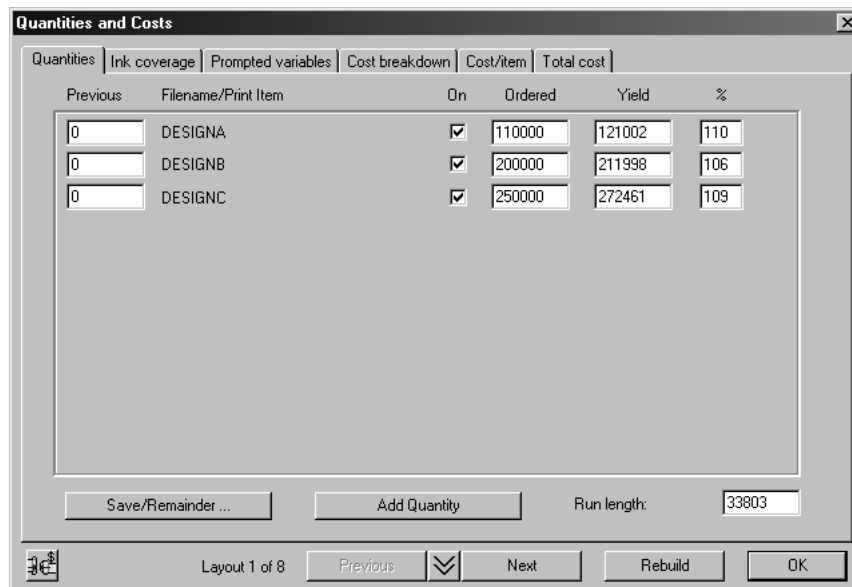 Quantities and Costs
Quantities Ink coverage Prompted variables Cost breakdown Cost/item Total cost
Previous Filename/Print Item On Ordered Yield %
0 DESIGNA 110000 121002 110
0 DESIGNB 200000 211998 106
0 DESIGNC 250000 272461 109
Save/Remainder ... Add Quantity Run length: 33803
Layout 1 of 8 Previous Next Rebuild OK